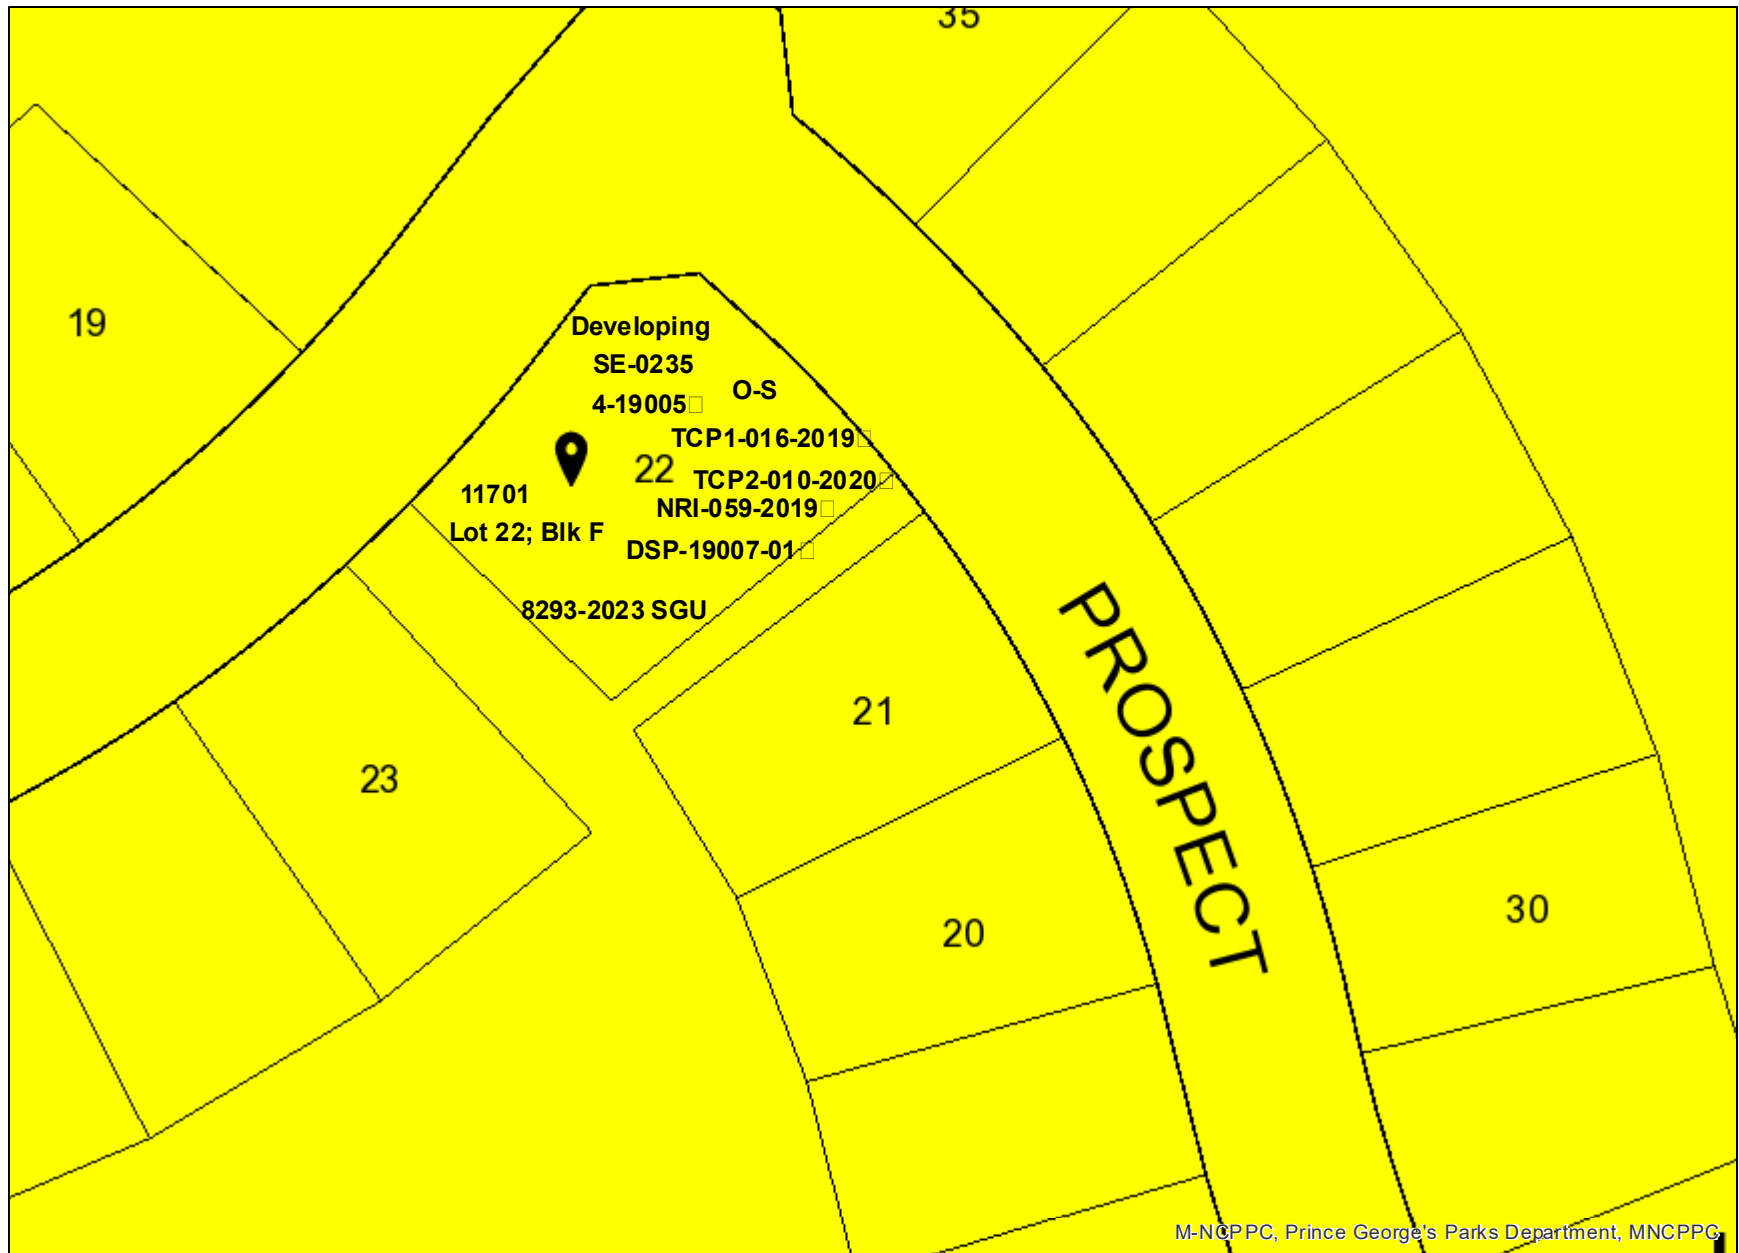 35
19
Developing
SE-0235
O-S
4-19005
TCP1-016-2019
22
TCP2-010-2020
11701
NRI-059-2019
Lot 22; Blk F
DSP-19007-01
8293-2023 SGU
PROSPECT
21
23
20
30
M-NCPPC, Prince George's Parks Department, MNCPPC